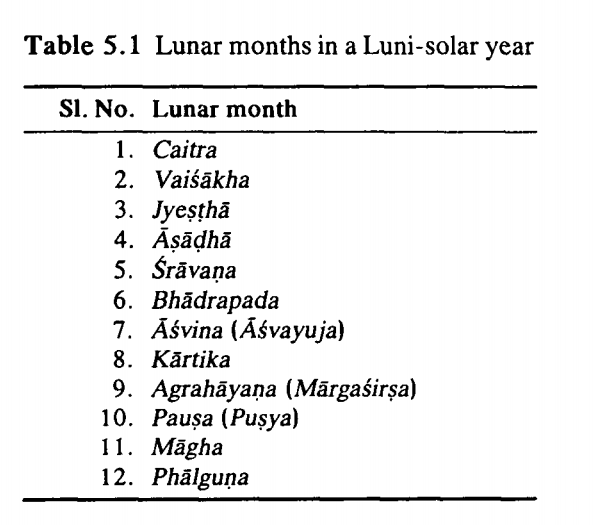 Table 5.1 Lunar months in a Luni-solar year
Sl. No. Lunar month
1. Caitra
2. Vaiśākha
3. Jyeṣṭhā
4. Āṣāḍhā
5. Śrāvaṇa
6. Bhādrapada
7. Āśvina (Āśvayuja)
8. Kārtika
9. Agrahāyaṇa (Mārgaśirṣa)
10. Pauṣa (Puṣya)
11. Māgha
12. Phālguṇa